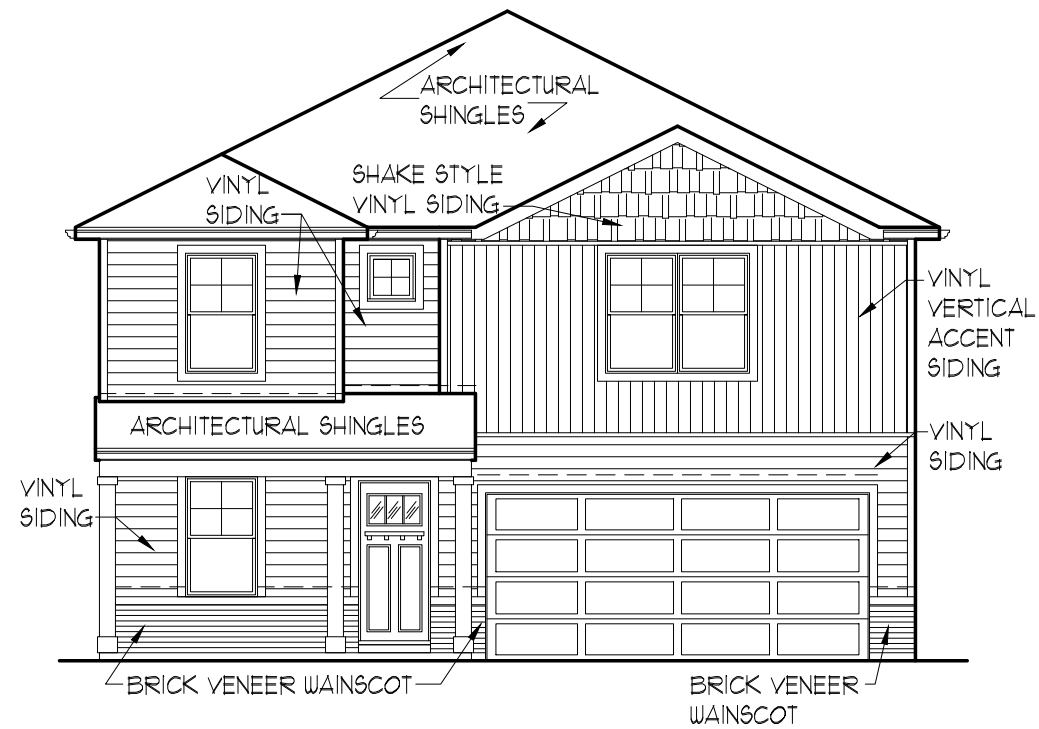 ARCHITECTURAL
SHINGLES
SHAKE STYLE
VINYL SIDING
VINYL
SIDING
VINYL
VERTICAL
ACCENT
SIDING
ARCHITECTURAL SHINGLES
VINYL
SIDING
VINYL
SIDING
BRICK VENEER WAINSCOT
BRICK VENEER
WAINSCOT